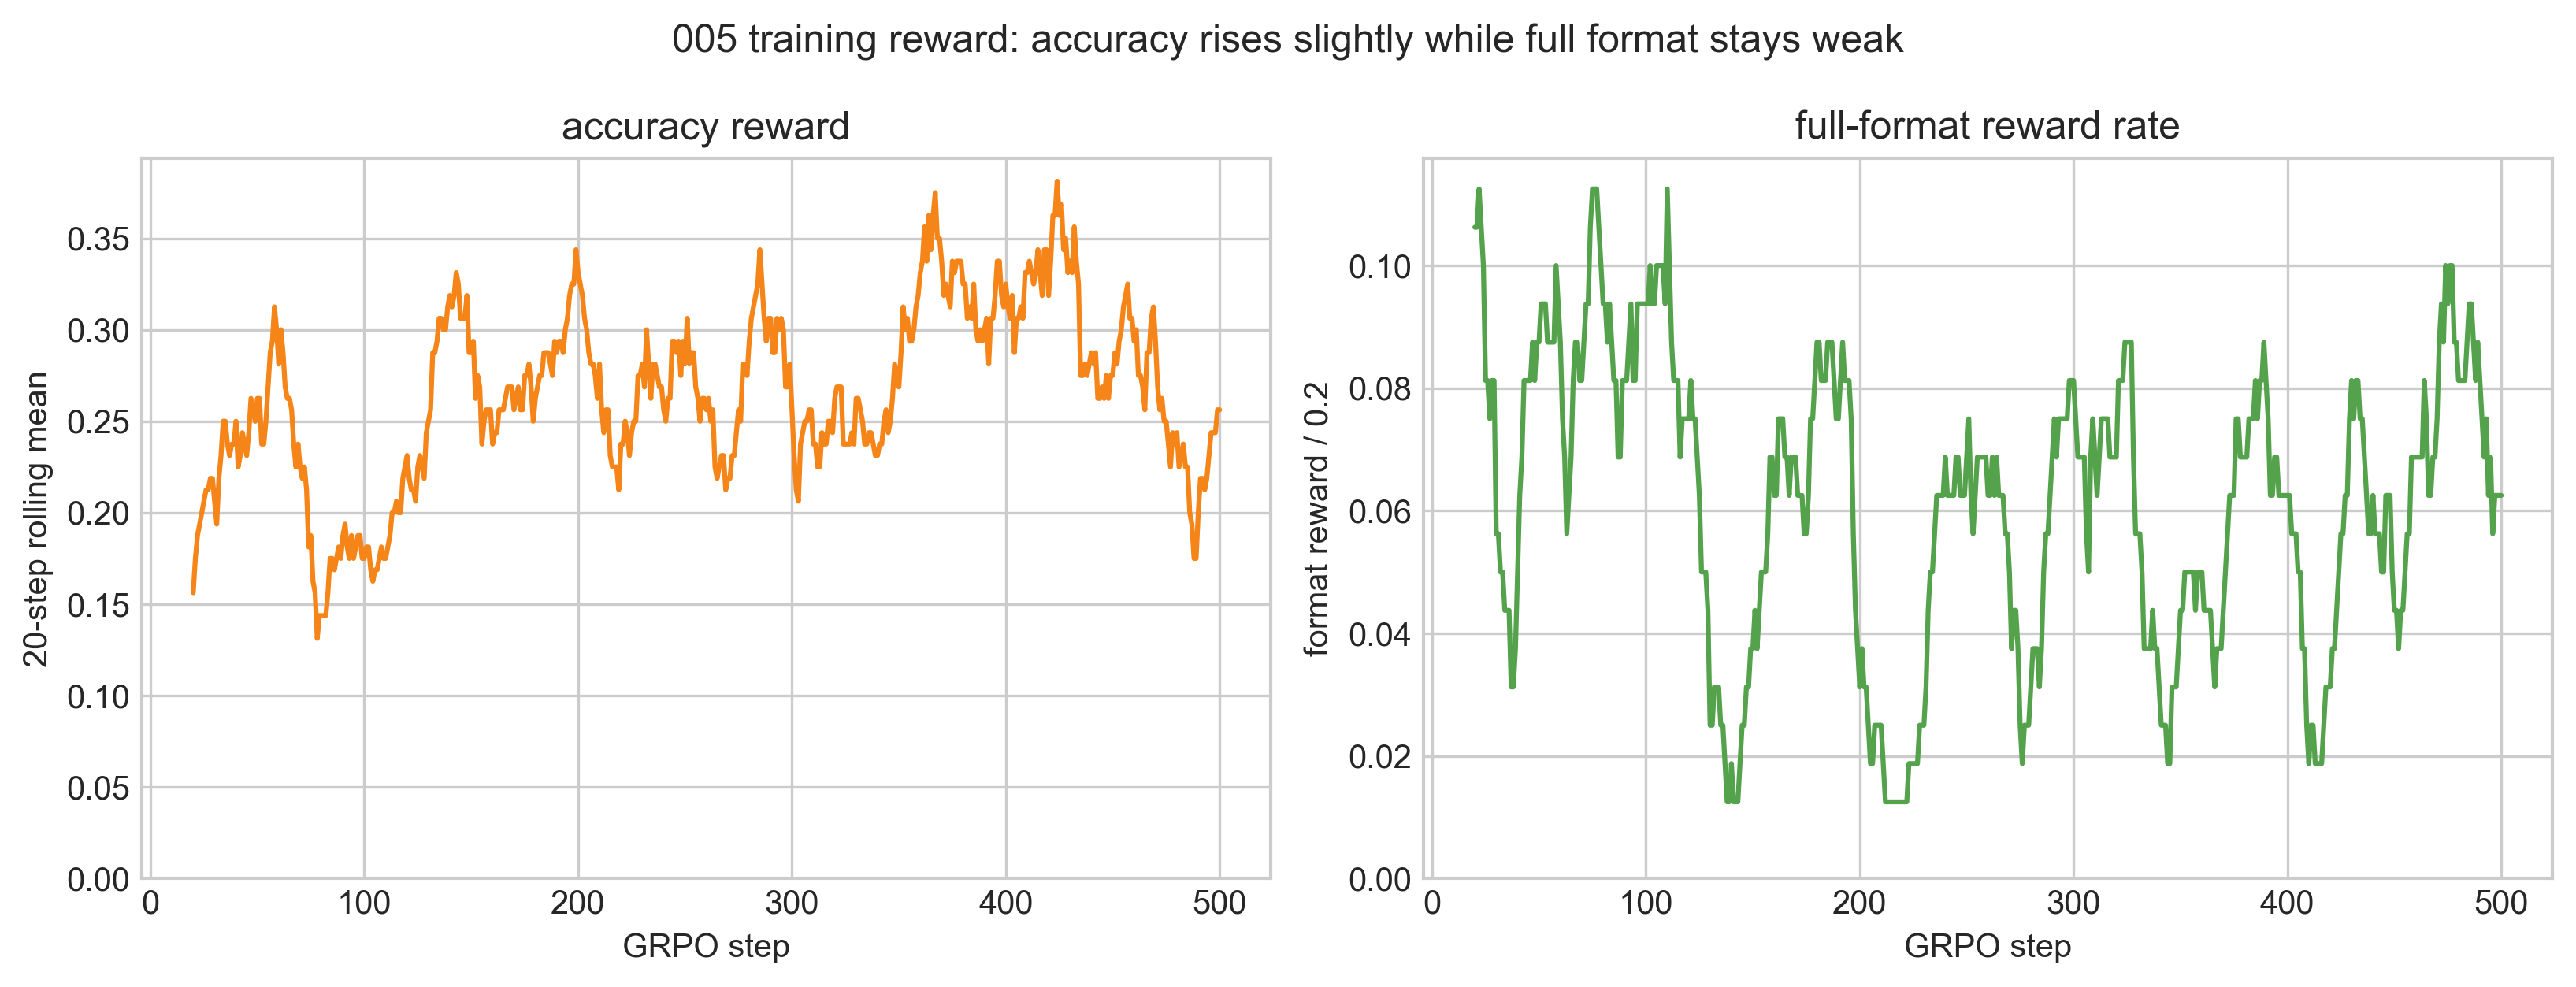 005 training reward: accuracy rises slightly while full format stays weak
accuracy reward
20-step rolling mean
0.35
0.30
0.25
0.20
0.15
0.10
0.05
0.00
0 100 200 300 400 500
GRPO step
full-format reward rate
format reward / 0.2
0.10
0.08
0.06
0.04
0.02
0.00
0 100 200 300 400 500
GRPO step